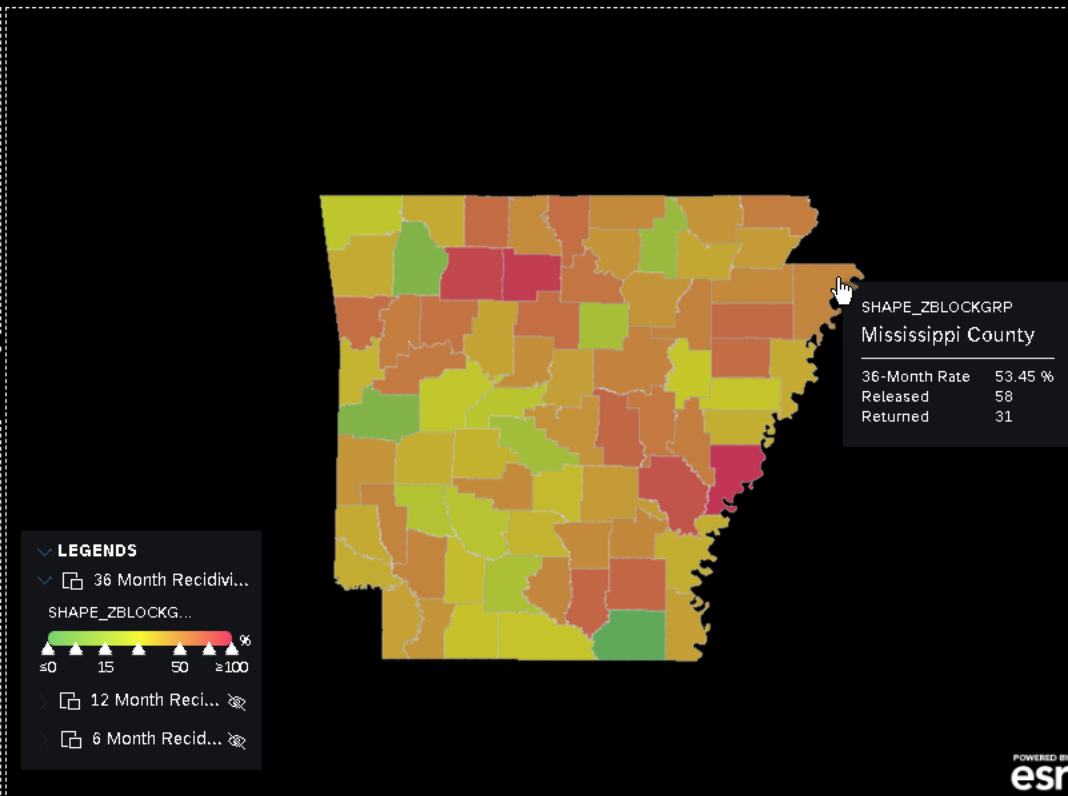 SHAPE_ZBLOCKGRP
Mississippi County
36-Month Rate 53.45 %
Released 58
Returned 31
LEGENDS
36 Month Recidivi...
SHAPE_ZBLOCKG...
%
≤0 15 50 ≥100
12 Month Reci...
6 Month Recid...
POWERED BY
esr